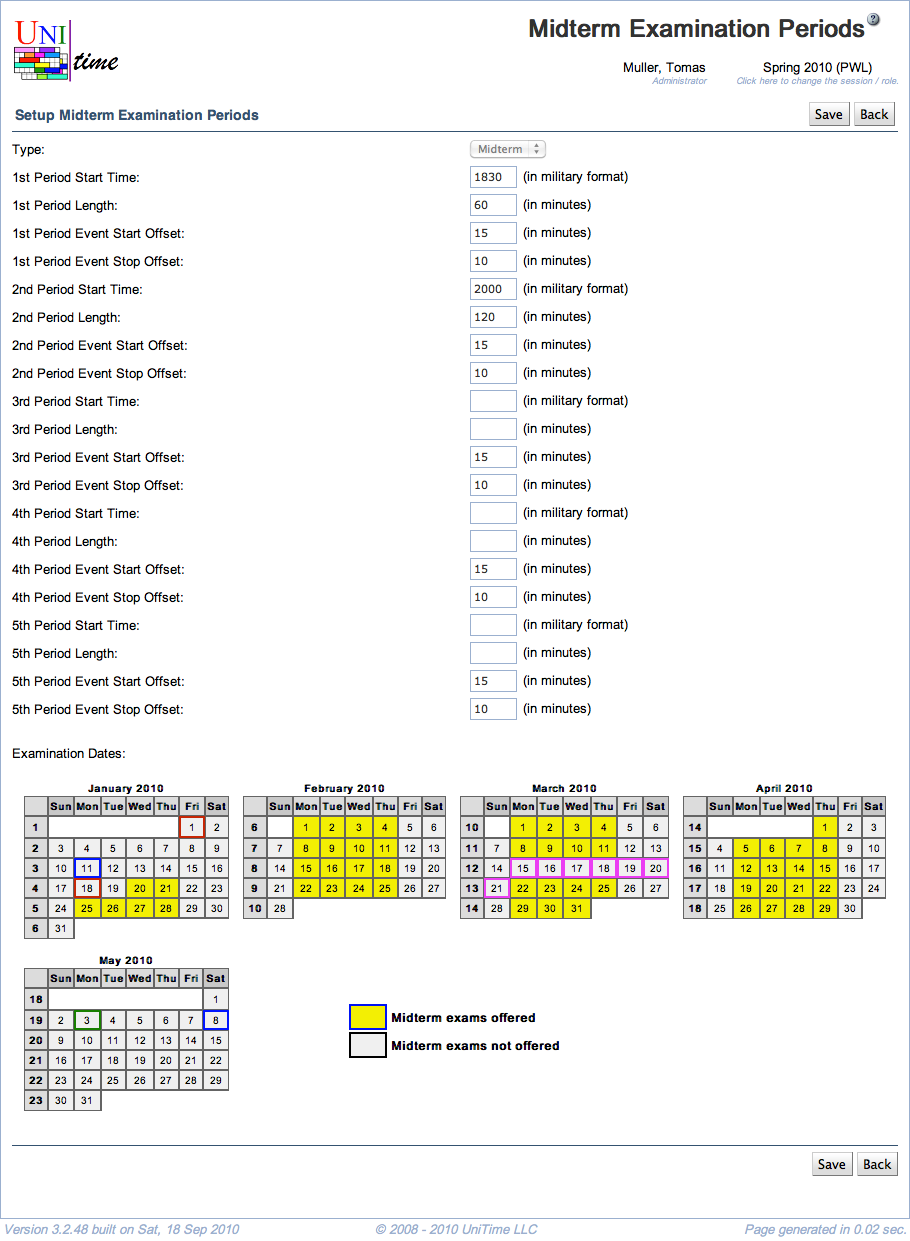 UNI
time
Midterm Examination Periods
Muller, Tomas Spring 2010 (PWL)
Administrator Click here to change the session / role.
Setup Midterm Examination Periods Save Back
Type: Midterm
1st Period Start Time: 1830 (in military format)
1st Period Length: 60 (in minutes)
1st Period Event Start Offset: 15 (in minutes)
1st Period Event Stop Offset: 10 (in minutes)
2nd Period Start Time: 2000 (in military format)
2nd Period Length: 120 (in minutes)
2nd Period Event Start Offset: 15 (in minutes)
2nd Period Event Stop Offset: 10 (in minutes)
3rd Period Start Time: (in military format)
3rd Period Length: (in minutes)
3rd Period Event Start Offset: 15 (in minutes)
3rd Period Event Stop Offset: 10 (in minutes)
4th Period Start Time: (in military format)
4th Period Length: (in minutes)
4th Period Event Start Offset: 15 (in minutes)
4th Period Event Stop Offset: 10 (in minutes)
5th Period Start Time: (in military format)
5th Period Length: (in minutes)
5th Period Event Start Offset: 15 (in minutes)
5th Period Event Stop Offset: 10 (in minutes)
Examination Dates:
January 2010
Sun Mon Tue Wed Thu Fri Sat
1 1 2
2 3 4 5 6 7 8 9
3 10 11 12 13 14 15 16
4 17 18 19 20 21 22 23
5 24 25 26 27 28 29 30
6 31
February 2010
Sun Mon Tue Wed Thu Fri Sat
6 1 2 3 4 5 6
7 7 8 9 10 11 12 13
8 14 15 16 17 18 19 20
9 21 22 23 24 25 26 27
10 28
March 2010
Sun Mon Tue Wed Thu Fri Sat
10 1 2 3 4 5 6
11 7 8 9 10 11 12 13
12 14 15 16 17 18 19 20
13 21 22 23 24 25 26 27
14 28 29 30 31
April 2010
Sun Mon Tue Wed Thu Fri Sat
14 1 2 3
15 4 5 6 7 8 9 10
16 11 12 13 14 15 16 17
17 18 19 20 21 22 23 24
18 25 26 27 28 29 30
May 2010
Sun Mon Tue Wed Thu Fri Sat
18 1
19 2 3 4 5 6 7 8
20 9 10 11 12 13 14 15
21 16 17 18 19 20 21 22
22 23 24 25 26 27 28 29
23 30 31
Midterm exams offered
Midterm exams not offered
Save Back
Version 3.2.48 built on Sat, 18 Sep 2010 © 2008 - 2010 UniTime LLC Page generated in 0.02 sec.